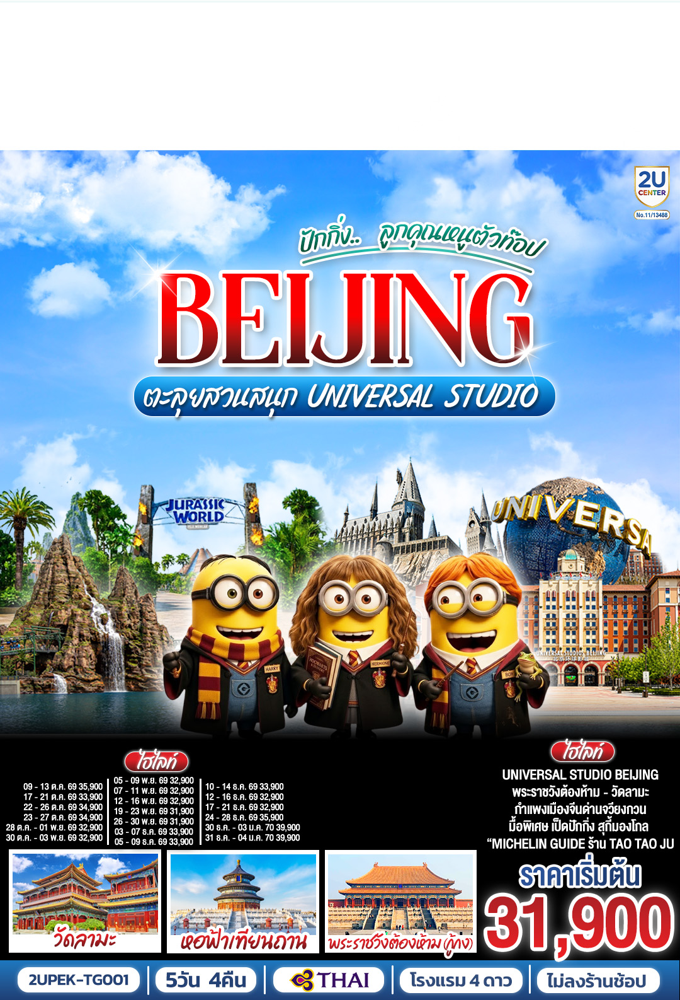 2U
CENTER
No.11/13488
ปักกิ่ง.. ลูกคุณหนูตัวท๊อป
BEIJING
ตะลุยสวนสนุก UNIVERSAL STUDIO
JURASSIC
WORLD
UNIVERSA
UNIVERSAL STUDIOS BEIJING
HARRY
HOGWARTS
HERMIONE
ไฮไลท์
09 - 13 ต.ค. 69 35,900
17 - 21 ต.ค. 69 33,900
22 - 26 ต.ค. 69 34,900
23 - 27 ต.ค. 69 34,900
28 ต.ค. - 01 พ.ย. 69 32,900
30 ต.ค. - 03 พ.ย. 69 32,900
05 - 09 พ.ย. 69 32,900
07 - 11 พ.ย. 69 32,900
12 - 16 พ.ย. 69 32,900
19 - 23 พ.ย. 69 31,900
26 - 30 พ.ย. 69 31,900
03 - 07 ธ.ค. 69 33,900
05 - 09 ธ.ค. 69 33,900
10 - 14 ธ.ค. 69 33,900
12 - 16 ธ.ค. 69 32,900
17 - 21 ธ.ค. 69 32,900
24 - 28 ธ.ค. 69 35,900
30 ธ.ค. - 03 ม.ค. 70 39,900
31 ธ.ค. - 04 ม.ค. 70 39,900
ไฮไลท์
UNIVERSAL STUDIO BEIJING
พระราชวังต้องห้าม - วัดลามะ
กำแพงเมืองจีนด่านจวียงกวน
มื้อพิเศษ เป็ดปักกิ่ง สุกี้มองโกล
“MICHELIN GUIDE ร้าน TAO TAO JU
ราคาเริ่มต้น
31,900
วัดลามะ
หอฟ้าเทียนถาน
พระราชวังต้องห้าม (กู้กง)
2UPEK-TG001
5วัน 4คืน
THAI
โรงแรม 4 ดาว
ไม่ลงร้านช้อป